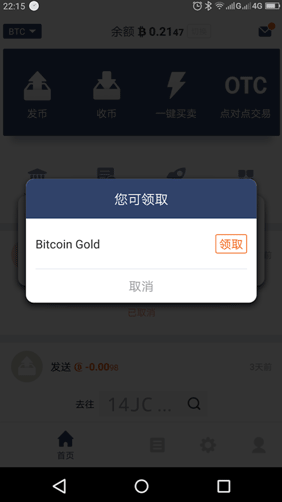 22:15
G 4G
BTC
余额 ₿ 0.2147
发币
收币
一键买卖
OTC
点对点交易
您可领取
Bitcoin Gold
领取
取消
已取消
发送 -0.0098
3天前
去往
14JC ...
首页